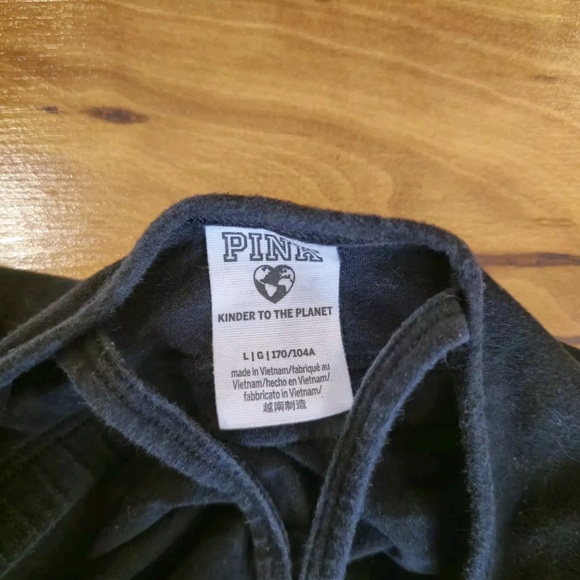 PINK
KINDER TO THE PLANET
L | G | 170/104A
made in Vietnam/fabriqué au
Vietnam/hecho en Vietnam/
fabbricato in Vietnam/
越南制造